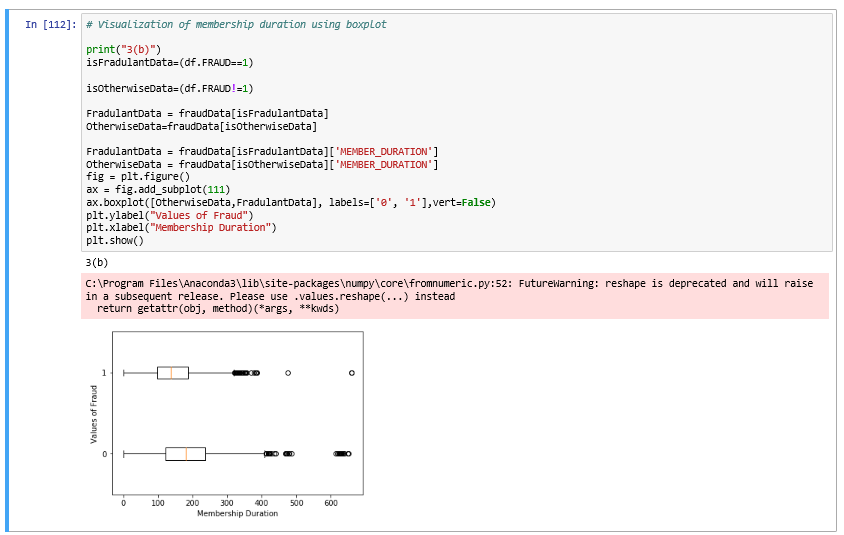 In [112]:
# Visualization of membership duration using boxplot
print("3(b)")
isFradulantData=(df.FRAUD==1)
isOtherwiseData=(df.FRAUD!=1)
FradulantData = fraudData[isFradulantData]
OtherwiseData=fraudData[isOtherwiseData]
FradulantData = fraudData[isFradulantData]['MEMBER_DURATION']
OtherwiseData = fraudData[isOtherwiseData]['MEMBER_DURATION']
fig = plt.figure()
ax = fig.add_subplot(111)
ax.boxplot([OtherwiseData,FradulantData], labels=['0', '1'],vert=False)
plt.ylabel("Values of Fraud")
plt.xlabel("Membership Duration")
plt.show()
3(b)
C:\Program Files\Anaconda3\lib\site-packages\numpy\core\fromnumeric.py:52: FutureWarning: reshape is deprecated and will raise
in a subsequent release. Please use .values.reshape(...) instead
return getattr(obj, method)(*args, **kwds)
Values of Fraud
1
0
0 100 200 300 400 500 600
Membership Duration